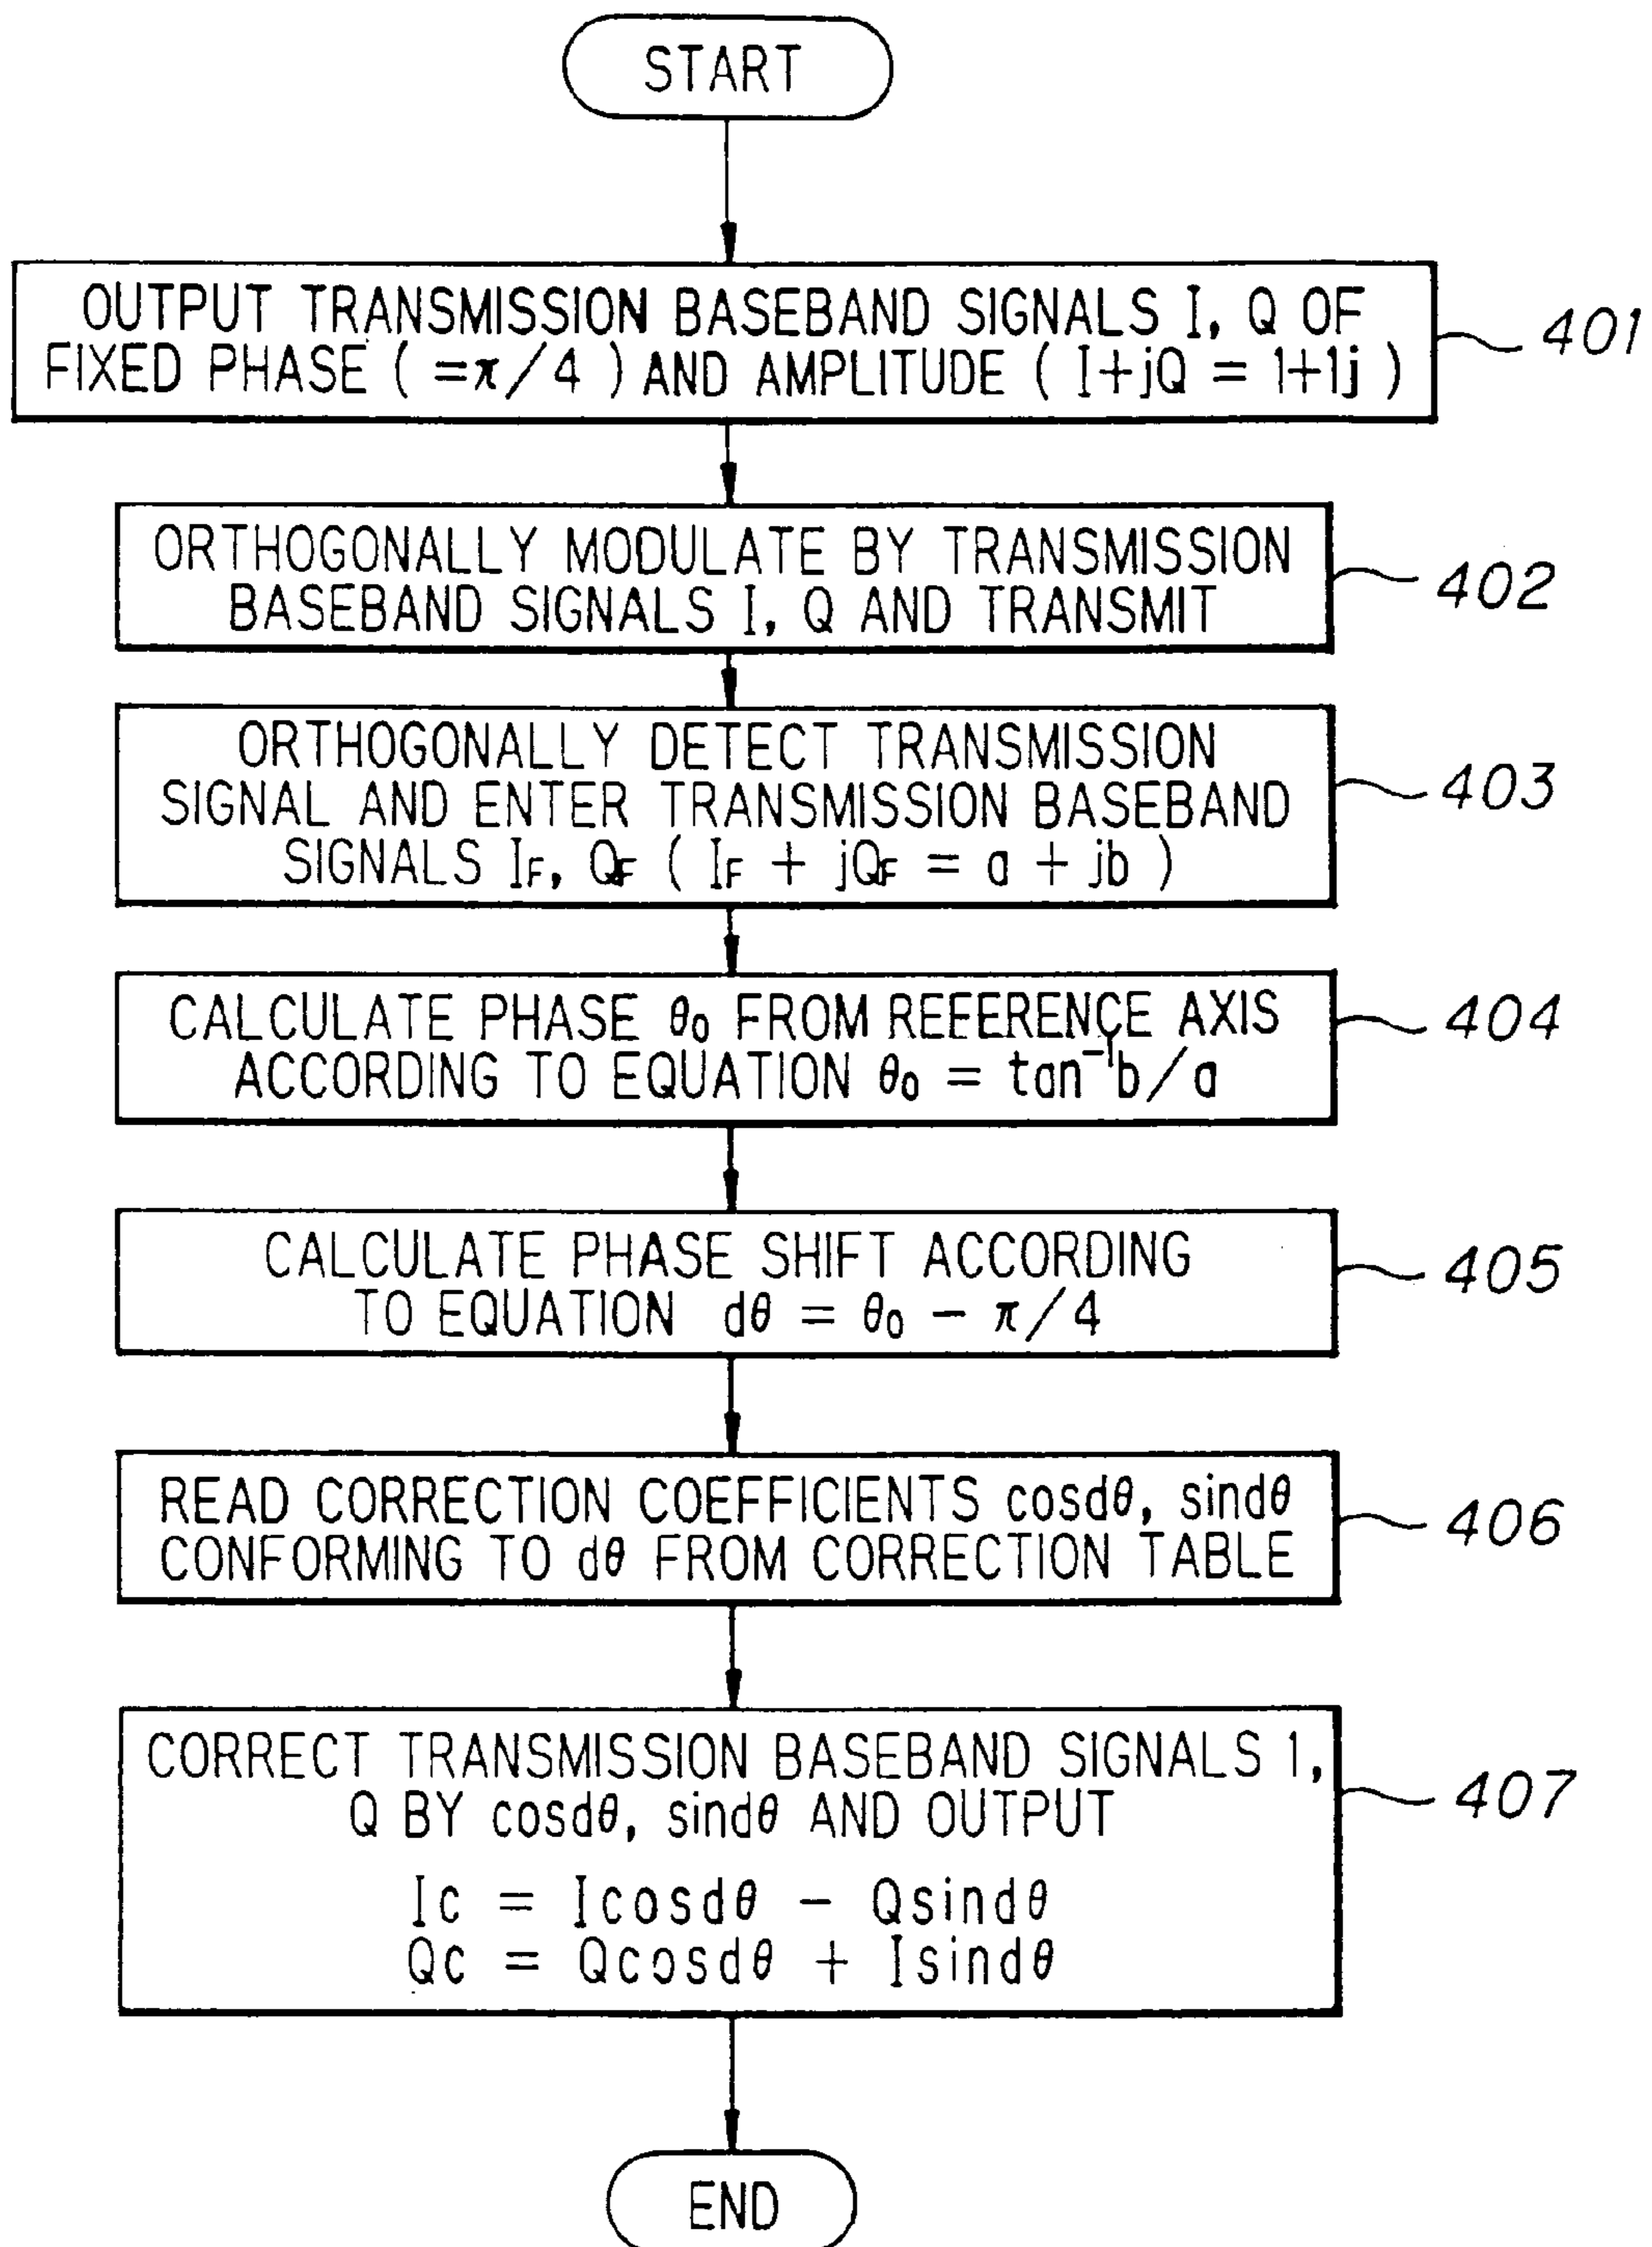 START
OUTPUT TRANSMISSION BASEBAND SIGNALS I, Q OF
FIXED PHASE ( =π/4 ) AND AMPLITUDE ( I+jQ = 1+1j )
401
ORTHOGONALLY MODULATE BY TRANSMISSION
BASEBAND SIGNALS I, Q AND TRANSMIT
402
ORTHOGONALLY DETECT TRANSMISSION
SIGNAL AND ENTER TRANSMISSION BASEBAND
SIGNALS IF, QF ( IF + jQF = a + jb )
403
CALCULATE PHASE θ0 FROM REFERENCE AXIS
ACCORDING TO EQUATION θ0 = tan⁻¹b/a
404
CALCULATE PHASE SHIFT ACCORDING
TO EQUATION dθ = θ0 − π/4
405
READ CORRECTION COEFFICIENTS cosdθ, sindθ
CONFORMING TO dθ FROM CORRECTION TABLE
406
CORRECT TRANSMISSION BASEBAND SIGNALS 1,
Q BY cosdθ, sindθ AND OUTPUT
Ic = Icosdθ − Qsindθ
Qc = Qcosdθ + Isindθ
407
END